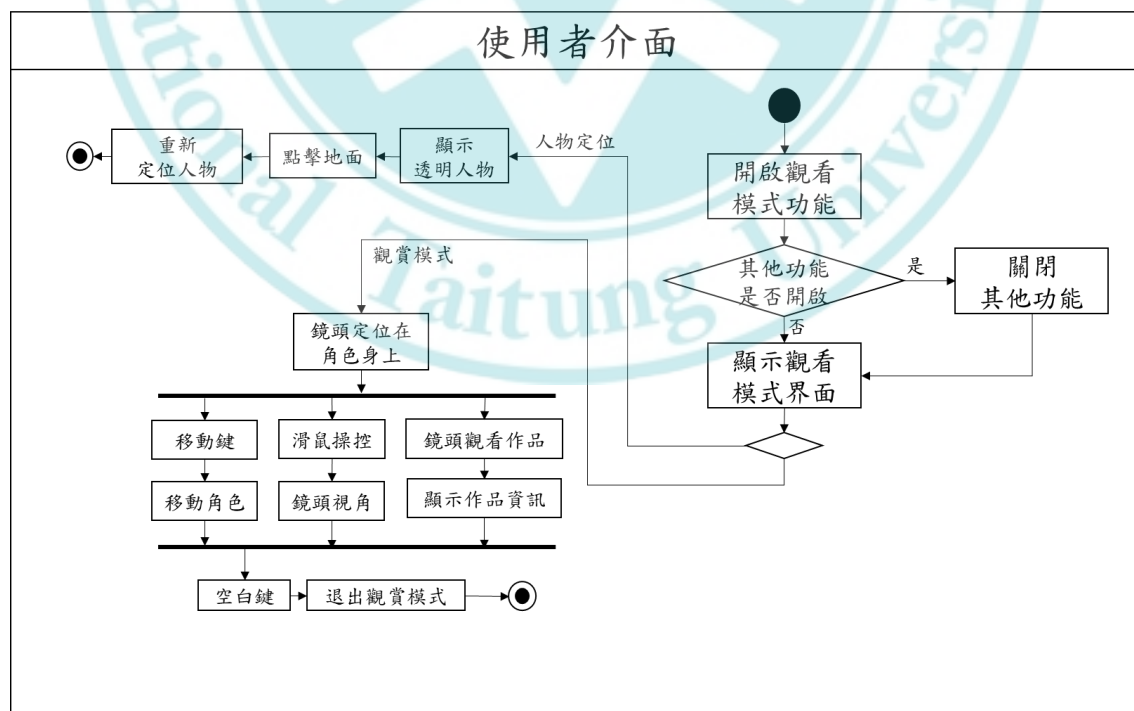 使用者介面
ational Taitung Universi
重新
定位人物
點擊地面
顯示
透明人物
人物定位
開啟觀看
模式功能
觀賞模式
其他功能
是否開啟
是
關閉
其他功能
否
鏡頭定位在
角色身上
顯示觀看
模式界面
移動鍵
滑鼠操控
鏡頭觀看作品
移動角色
鏡頭視角
顯示作品資訊
空白鍵
退出觀賞模式